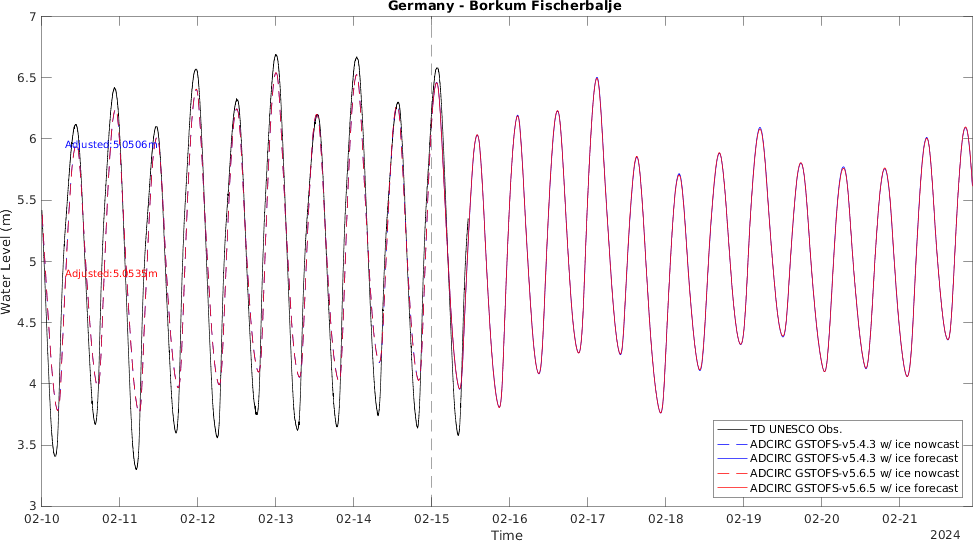 Germany - Borkum Fischerbalje
7
6.5
6
5.5
5
4.5
4
3.5
3
Water Level (m)
Adjusted:5.0506m
Adjusted:5.0535m
TD UNESCO Obs.
ADCIRC GSTOFS-v5.4.3 w/ ice nowcast
ADCIRC GSTOFS-v5.4.3 w/ ice forecast
ADCIRC GSTOFS-v5.6.5 w/ ice nowcast
ADCIRC GSTOFS-v5.6.5 w/ ice forecast
02-10 02-11 02-12 02-13 02-14 02-15 02-16 02-17 02-18 02-19 02-20 02-21
Time
2024